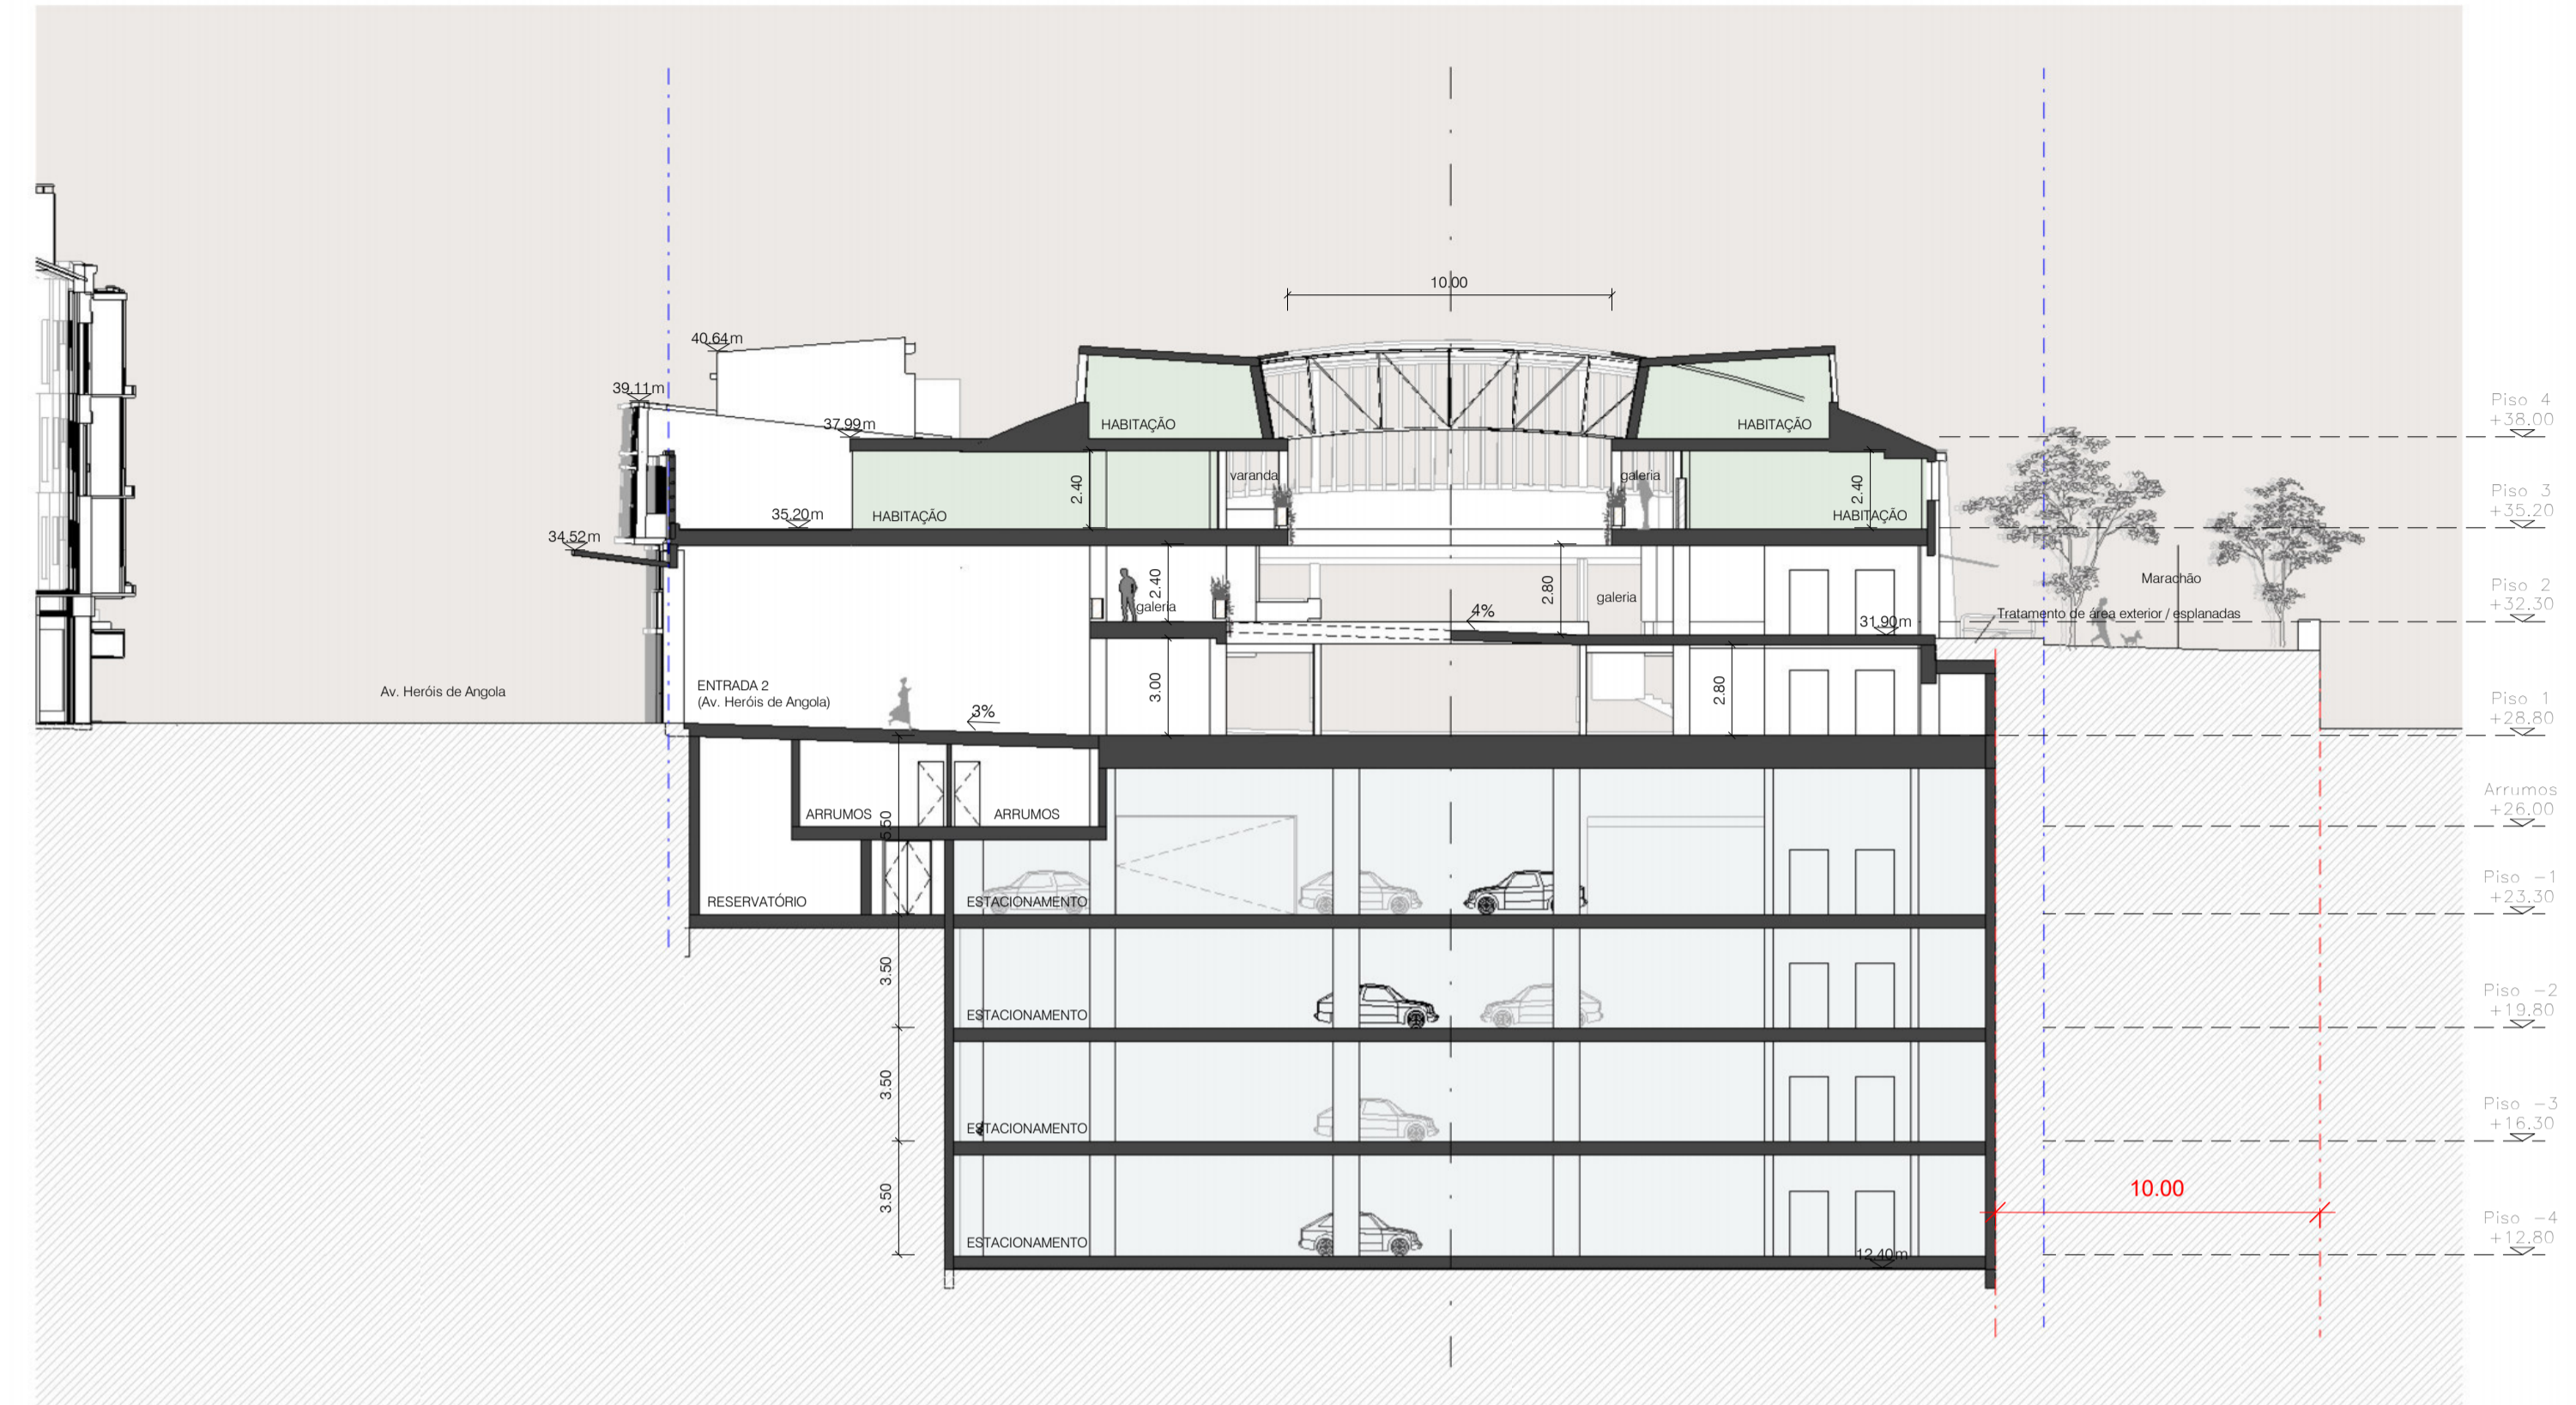 10.00
40.64m
39.11m
37.99m
HABITAÇÃO
HABITAÇÃO
Piso 4
+38.00
varanda
galeria
2.40
2.40
35.20m
HABITAÇÃO
HABITAÇÃO
Piso 3
+35.20
34.52m
2.40
galeria
2.80
galeria
4%
31.90m
Marachão
Tratamento de área exterior / esplanadas
Piso 2
+32.30
Av. Heróis de Angola
ENTRADA 2
(Av. Heróis de Angola)
3%
3.00
2.80
Piso 1
+28.80
ARRUMOS
5.50
ARRUMOS
Arrumos
+26.00
RESERVATÓRIO
ESTACIONAMENTO
Piso -1
+23.30
3.50
ESTACIONAMENTO
Piso -2
+19.80
3.50
ESTACIONAMENTO
Piso -3
+16.30
3.50
10.00
ESTACIONAMENTO
12.40m
Piso -4
+12.80